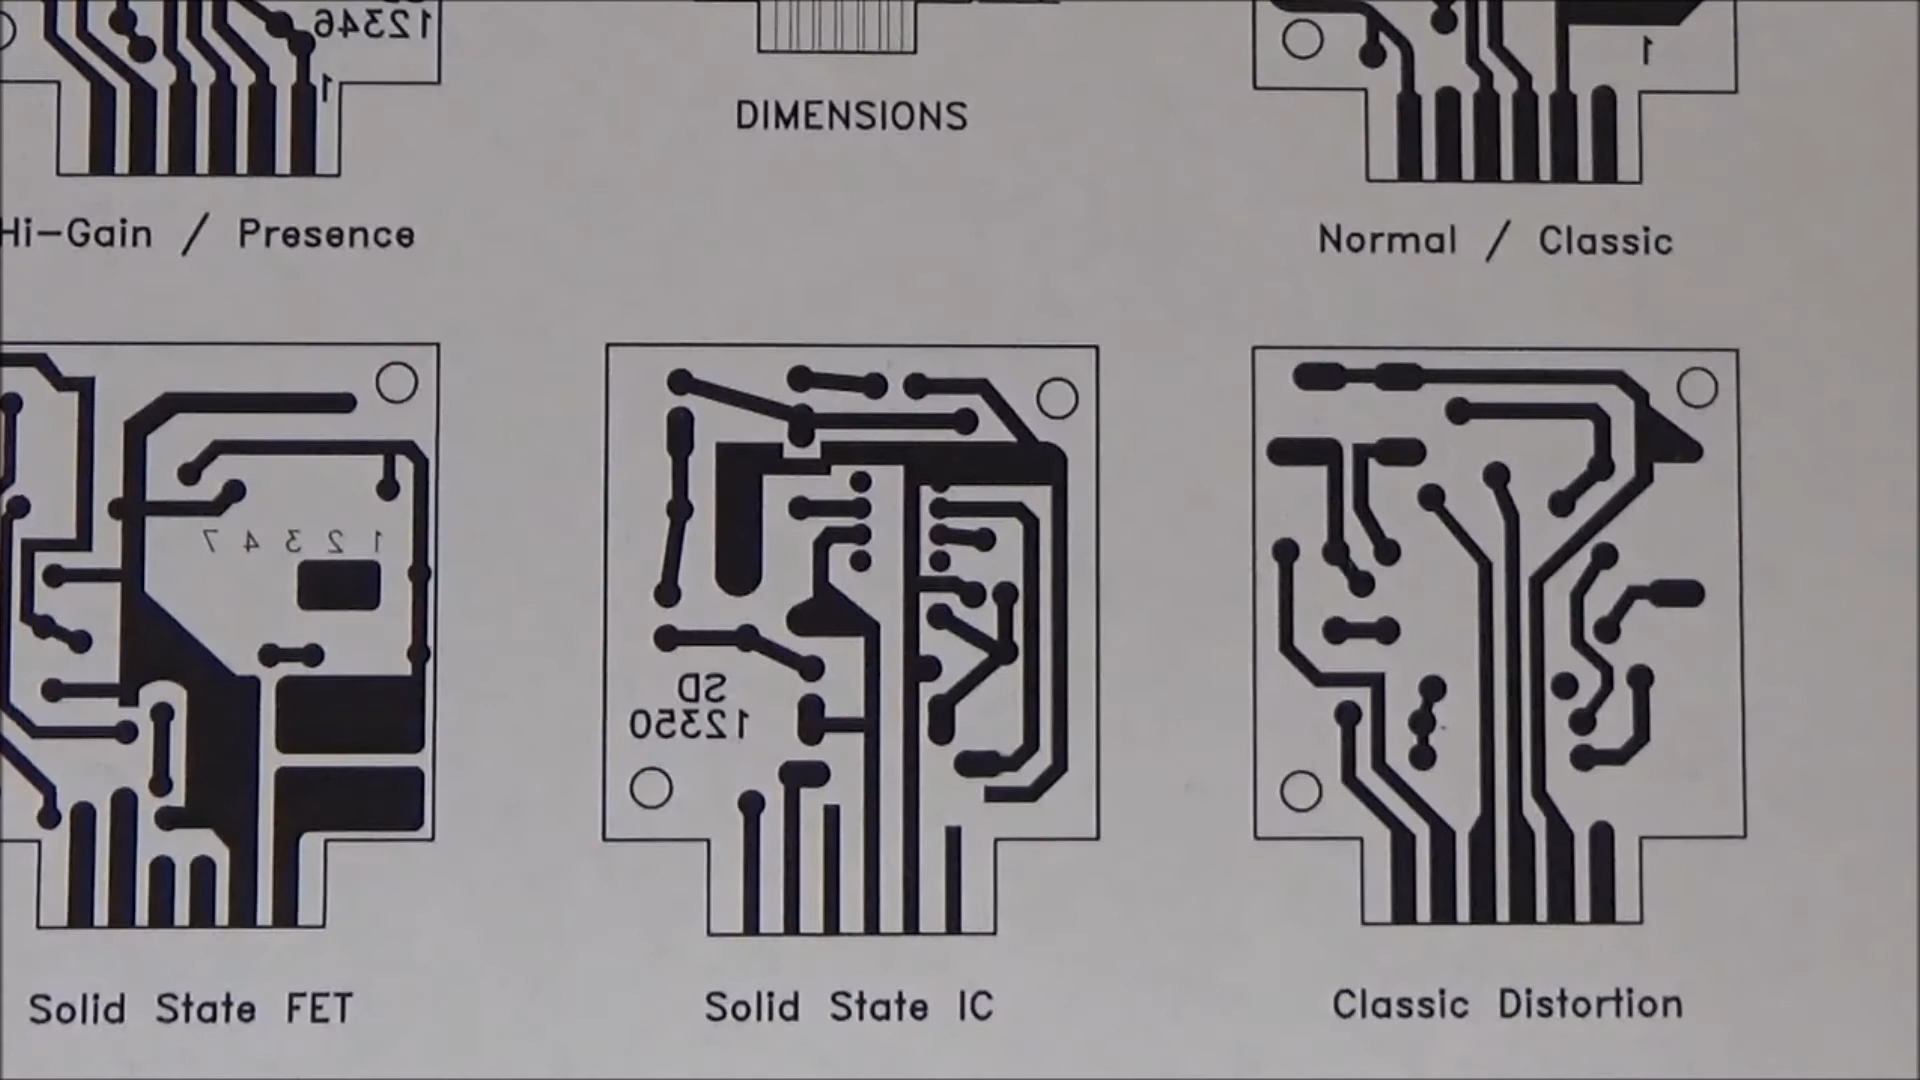 12346
1
1
DIMENSIONS
Hi-Gain / Presence
Normal / Classic
1 2 3 4 7
SD
12350
Solid State FET
Solid State IC
Classic Distortion